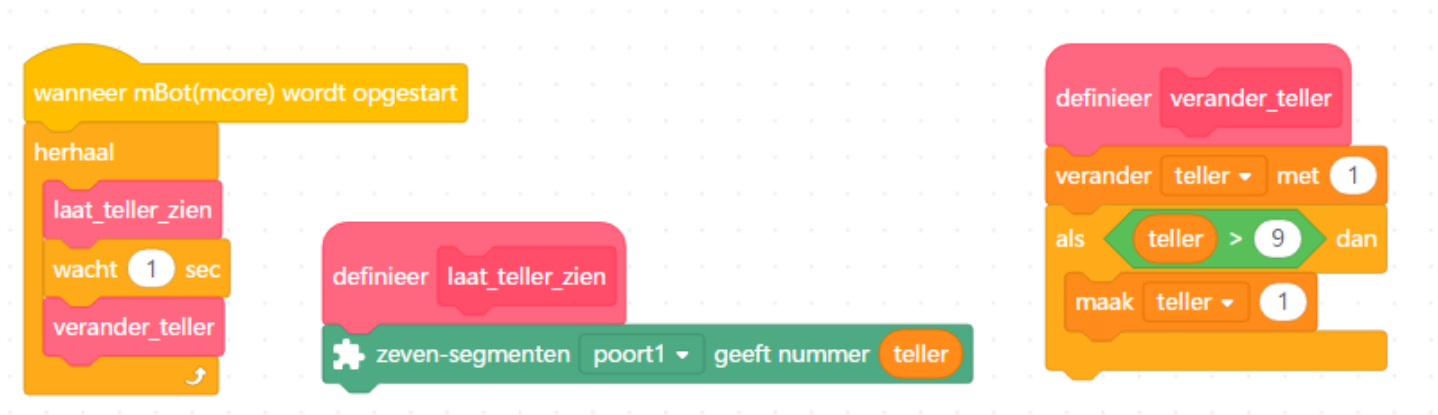 wanneer mBot(mcore) wordt opgestart
herhaal
laat_teller_zien
wacht 1 sec
verander_teller
definieer laat_teller_zien
zeven-segmenten poort1 geeft nummer teller
definieer verander_teller
verander teller met 1
als teller > 9 dan
maak teller 1